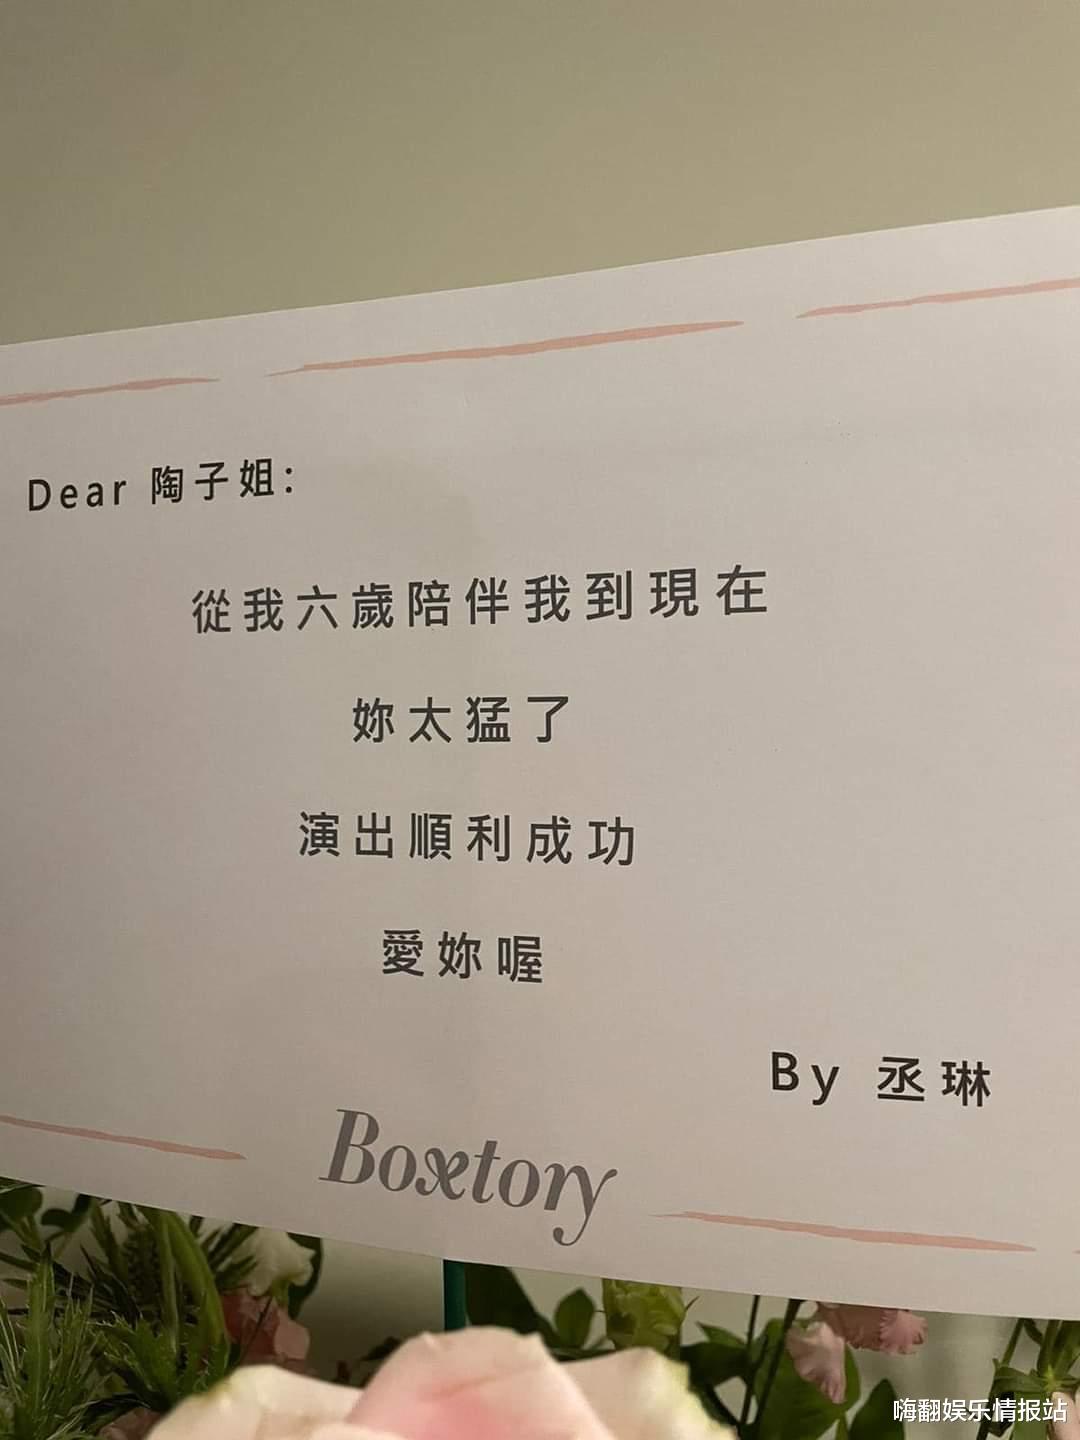 Dear 陶子姐:
從我六歲陪伴我到現在
妳太猛了
演出順利成功
愛妳喔
By 丞琳
Boxtory
嗨翻娱乐情报站